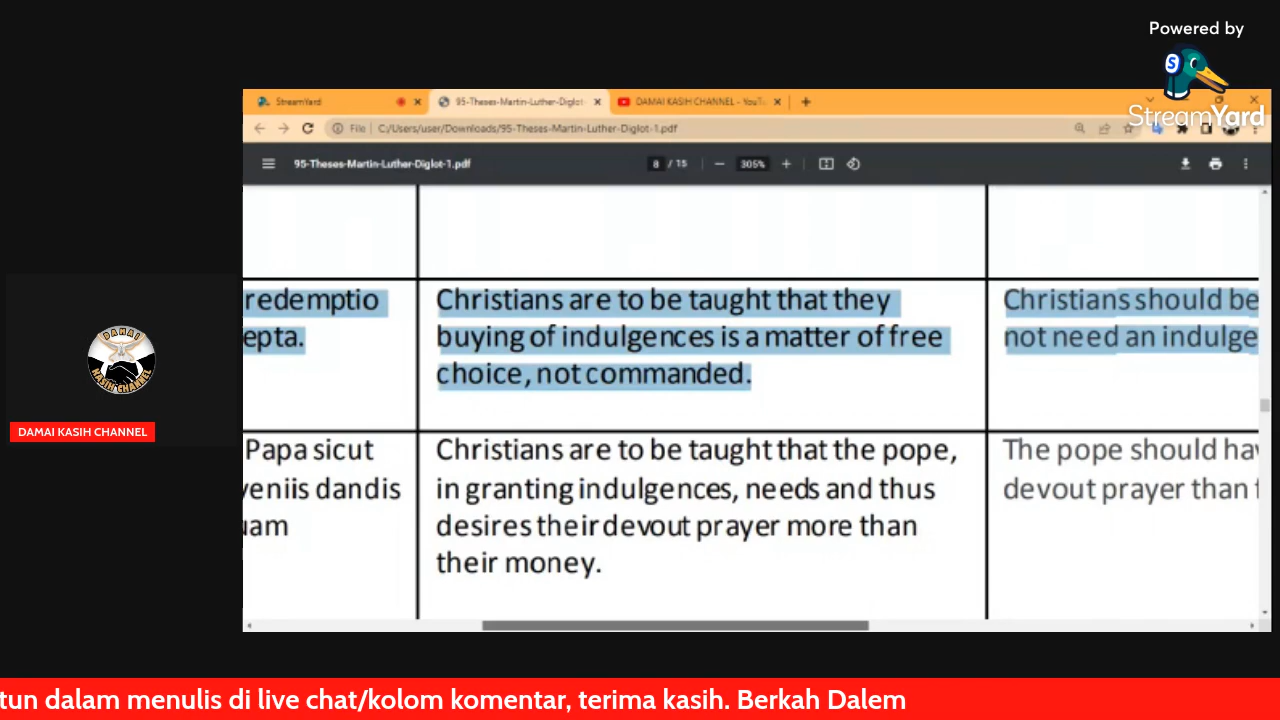 Powered by
StreamYard
StreamYard
95-Theses-Martin-Luther-Diglot-
DAMAI KASIH CHANNEL - YouT
File
C:/Users/user/Downloads/95-Theses-Martin-Luther-Diglot-1.pdf
95-Theses-Martin-Luther-Diglot-1.pdf
8 / 15
305%
redemptio
epta.
Christians are to be taught that they
buying of indulgences is a matter of free
choice, not commanded.
Christians should be
not need an indulge
Papa sicut
veniis dandis
uam
Christians are to be taught that the pope,
in granting indulgences, needs and thus
desires their devout prayer more than
their money.
The pope should hav
devout prayer than f
DAMAI
KASIH CHANNEL
DAMAI KASIH CHANNEL
tun dalam menulis di live chat/kolom komentar, terima kasih. Berkah Dalem